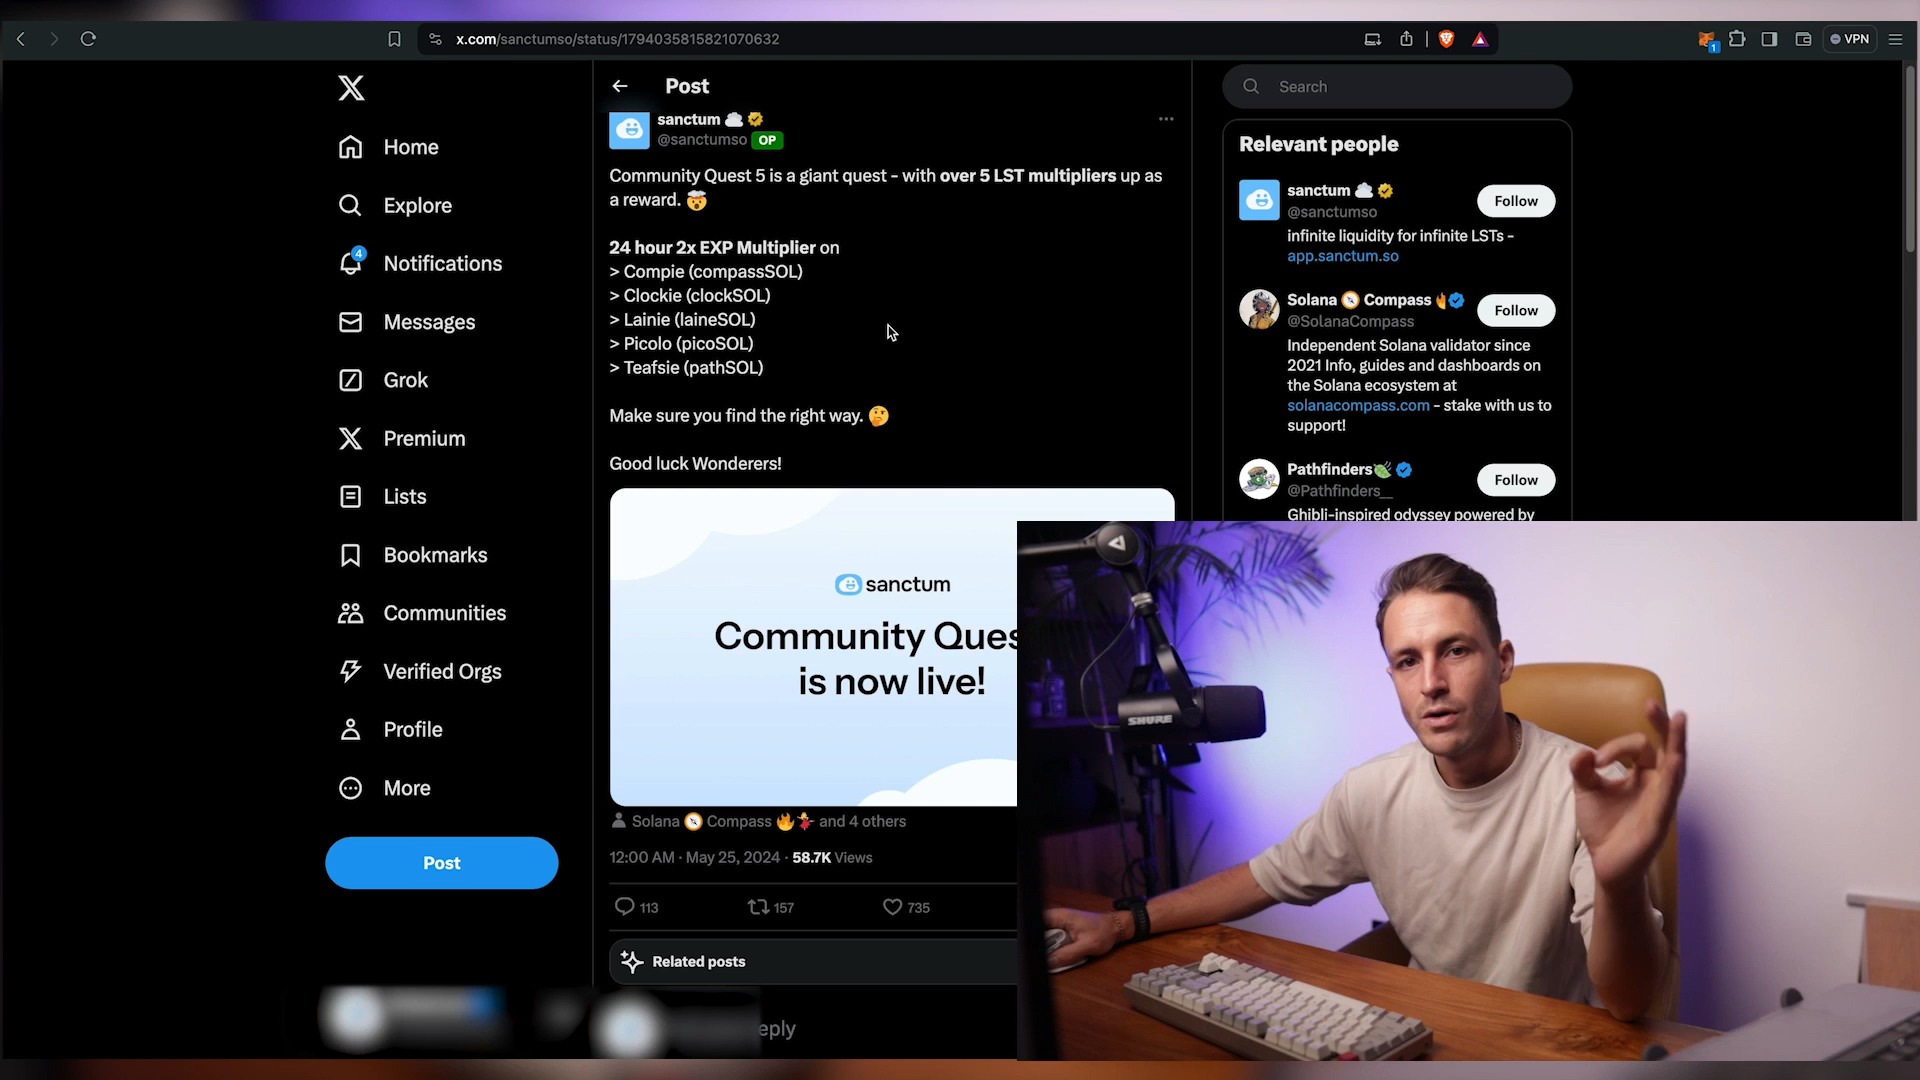 x.com/sanctumso/status/1794035815821070632
1
VPN
Home
Explore
4
Notifications
Messages
Grok
Premium
Lists
Bookmarks
Communities
Verified Orgs
Profile
More
Post
Post
sanctum
@sanctumso OP
Community Quest 5 is a giant quest - with over 5 LST multipliers up as
a reward. 🤯
24 hour 2x EXP Multiplier on
> Compie (compassSOL)
> Clockie (clockSOL)
> Lainie (laineSOL)
> Picolo (picoSOL)
> Teafsie (pathSOL)
Make sure you find the right way. 🤔
Good luck Wonderers!
sanctum
Community Ques
is now live!
Solana 🧭 Compass 🔥💃 and 4 others
12:00 AM · May 25, 2024 · 58.7K Views
113
157
735
Related posts
eply
Search
Relevant people
sanctum
@sanctumso
Follow
infinite liquidity for infinite LSTs -
app.sanctum.so
Solana 🧭 Compass 🔥
@SolanaCompass
Follow
Independent Solana validator since
2021 Info, guides and dashboards on
the Solana ecosystem at
solanacompass.com - stake with us to
support!
Pathfinders
@Pathfinders__
Follow
Ghibli-inspired odyssey powered by
SHURE